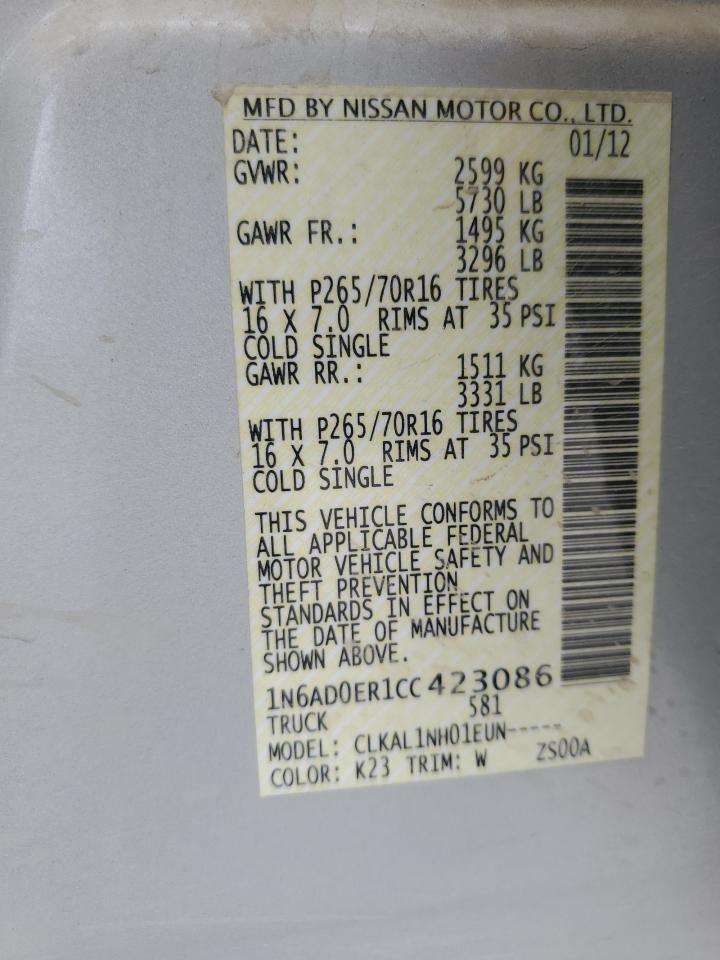 MFD BY NISSAN MOTOR CO., LTD.
DATE: 01/12
GVWR: 2599 KG
5730 LB
GAWR FR.: 1495 KG
3296 LB
WITH P265/70R16 TIRES
16 X 7.0 RIMS AT 35 PSI
COLD SINGLE
GAWR RR.: 1511 KG
3331 LB
WITH P265/70R16 TIRES
16 X 7.0 RIMS AT 35 PSI
COLD SINGLE
THIS VEHICLE CONFORMS TO
ALL APPLICABLE FEDERAL
MOTOR VEHICLE SAFETY AND
THEFT PREVENTION
STANDARDS IN EFFECT ON
THE DATE OF MANUFACTURE
SHOWN ABOVE.
1N6AD0ER1CC423086
TRUCK 581
MODEL: CLKAL1NH01EUN-----
COLOR: K23 TRIM: W ZS00A